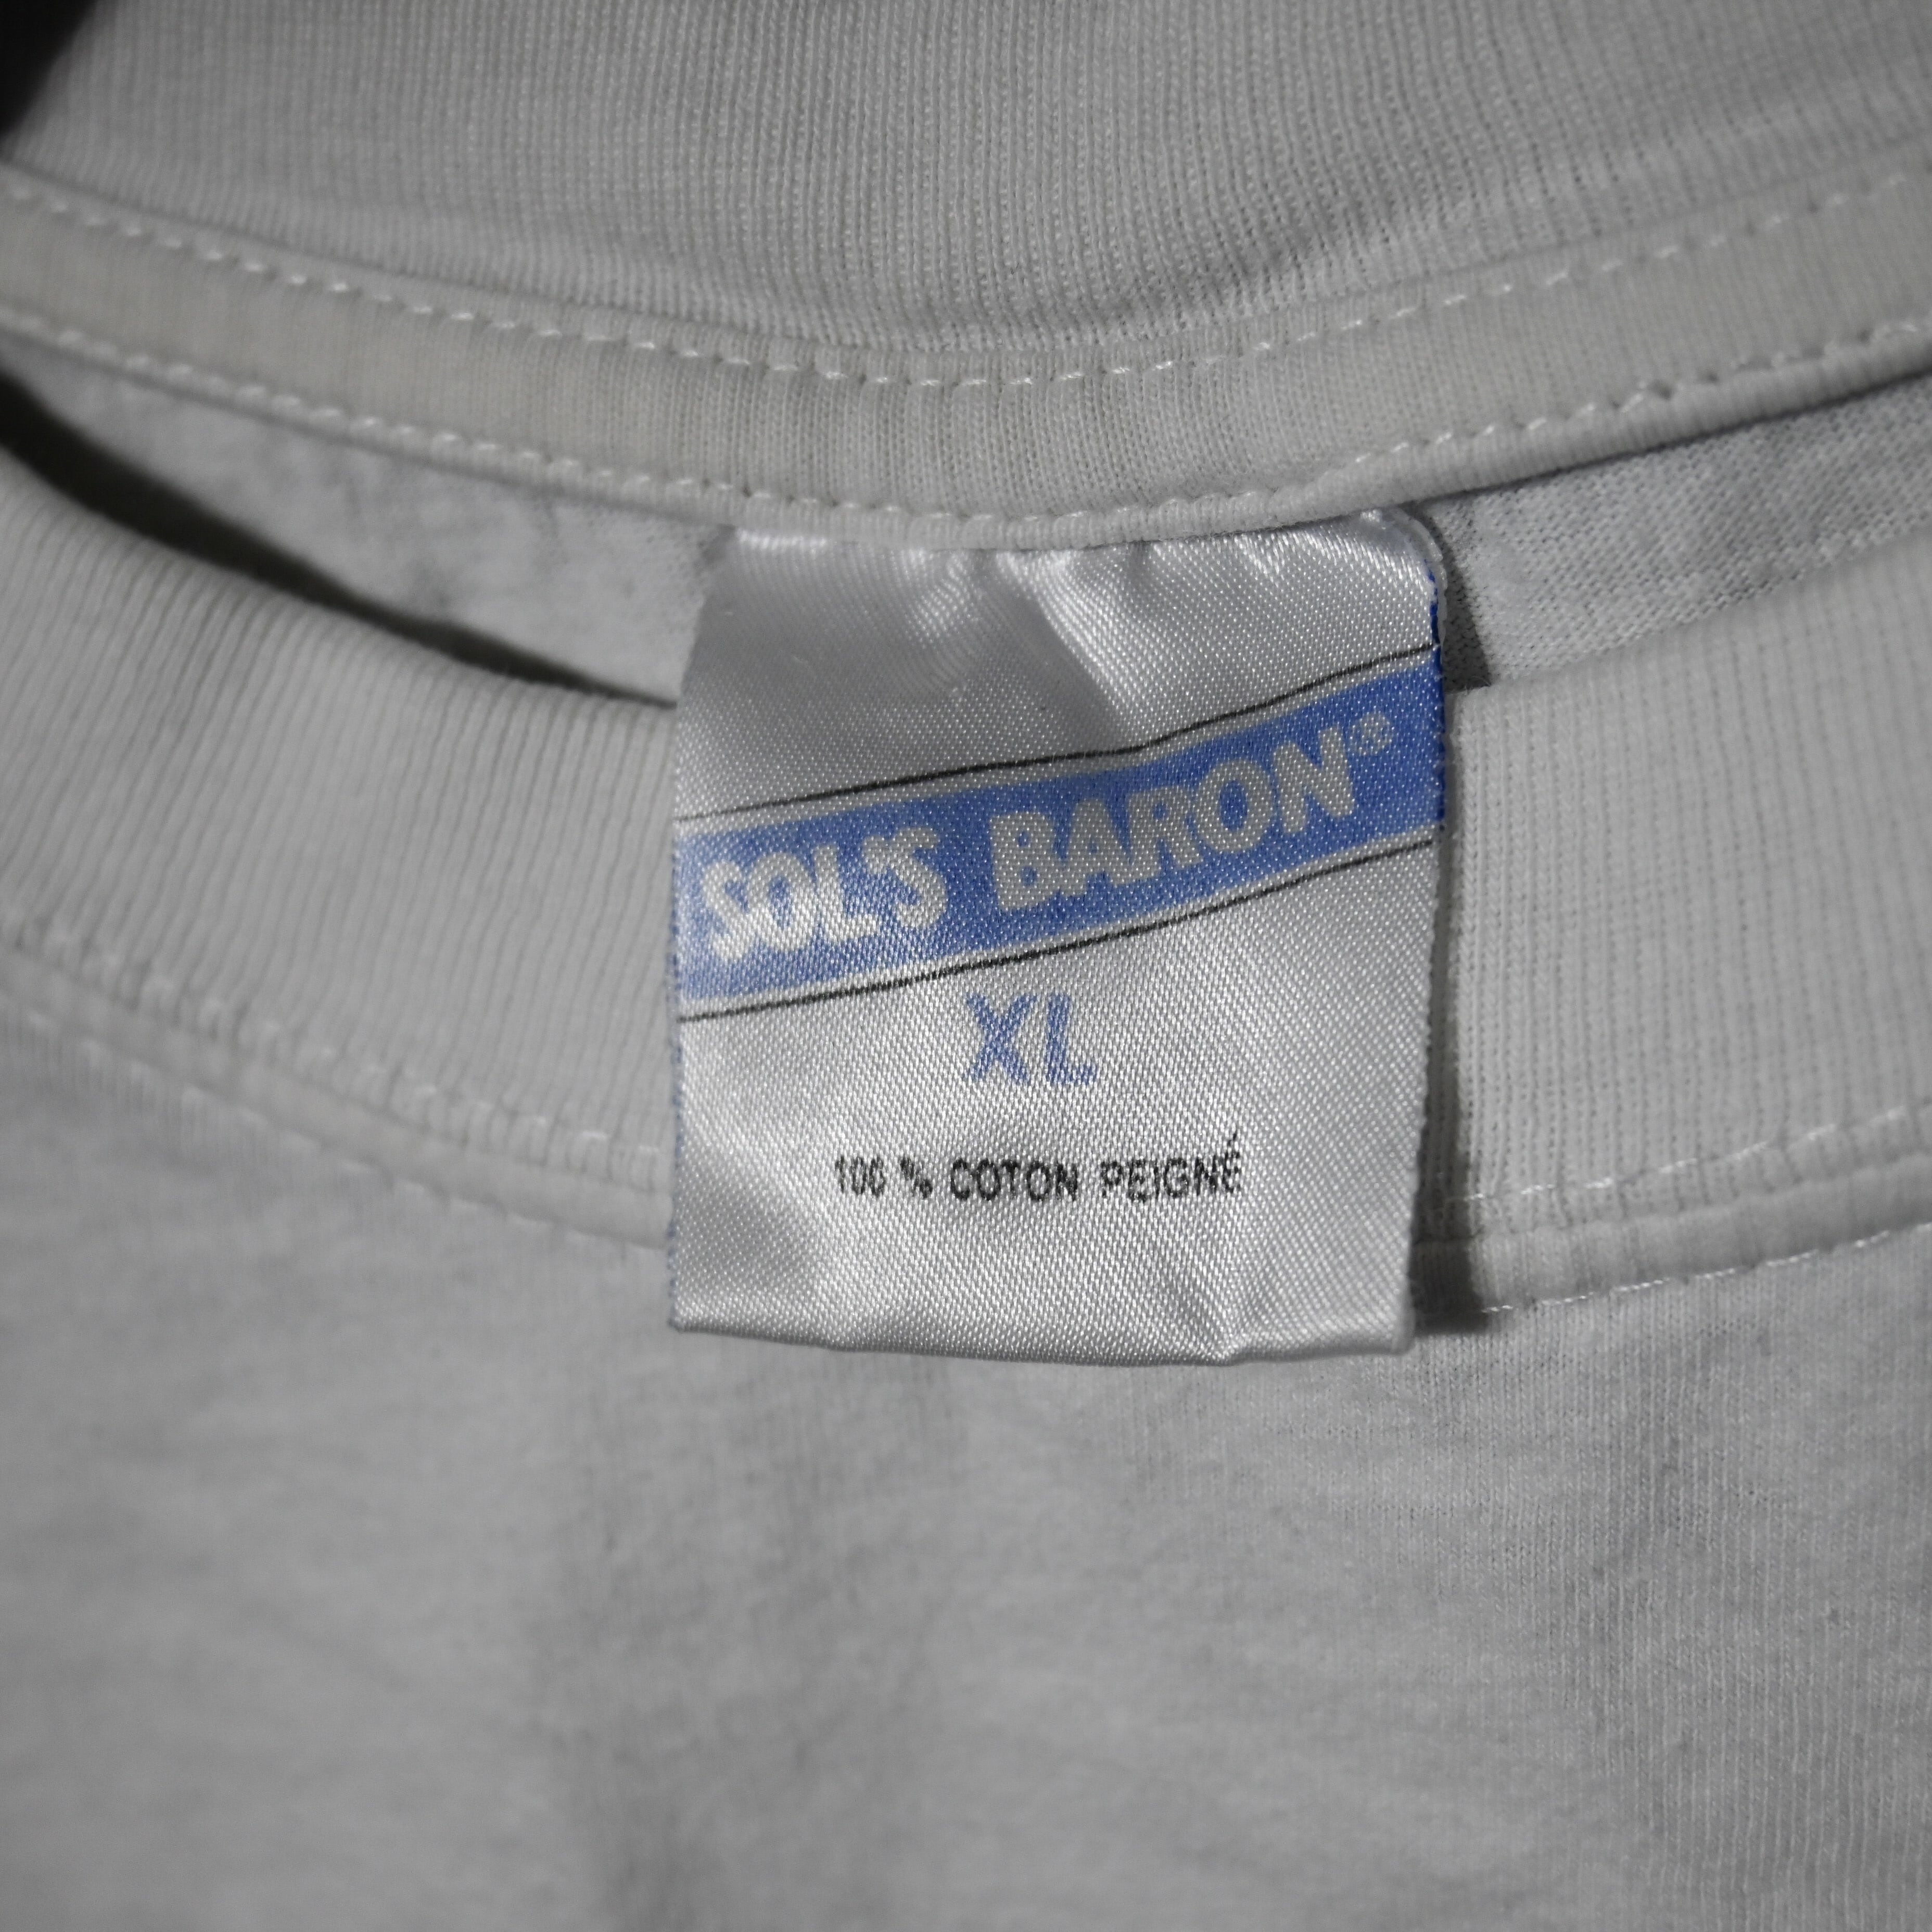 SOL'S BARON®
XL
100 % COTON PEIGNÉ